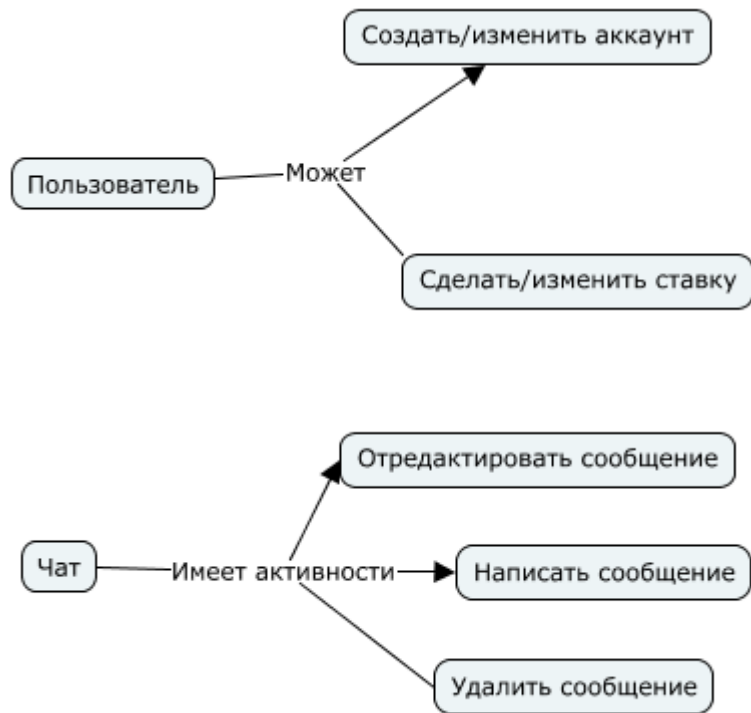 Создать/изменить аккаунт
Пользователь
Может
Сделать/изменить ставку
Отредактировать сообщение
Чат
Имеет активности
Написать сообщение
Удалить сообщение